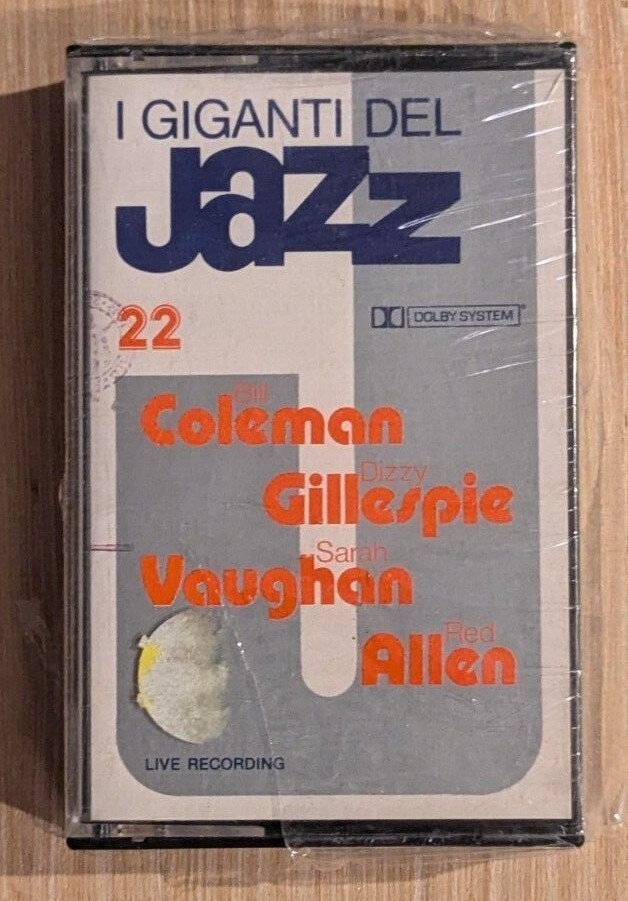 I GIGANTI DEL
Jazz
22
DOLBY SYSTEM
Bill
Coleman
Dizzy
Gillespie
Sarah
Vaughan
Red
Allen
LIVE RECORDING